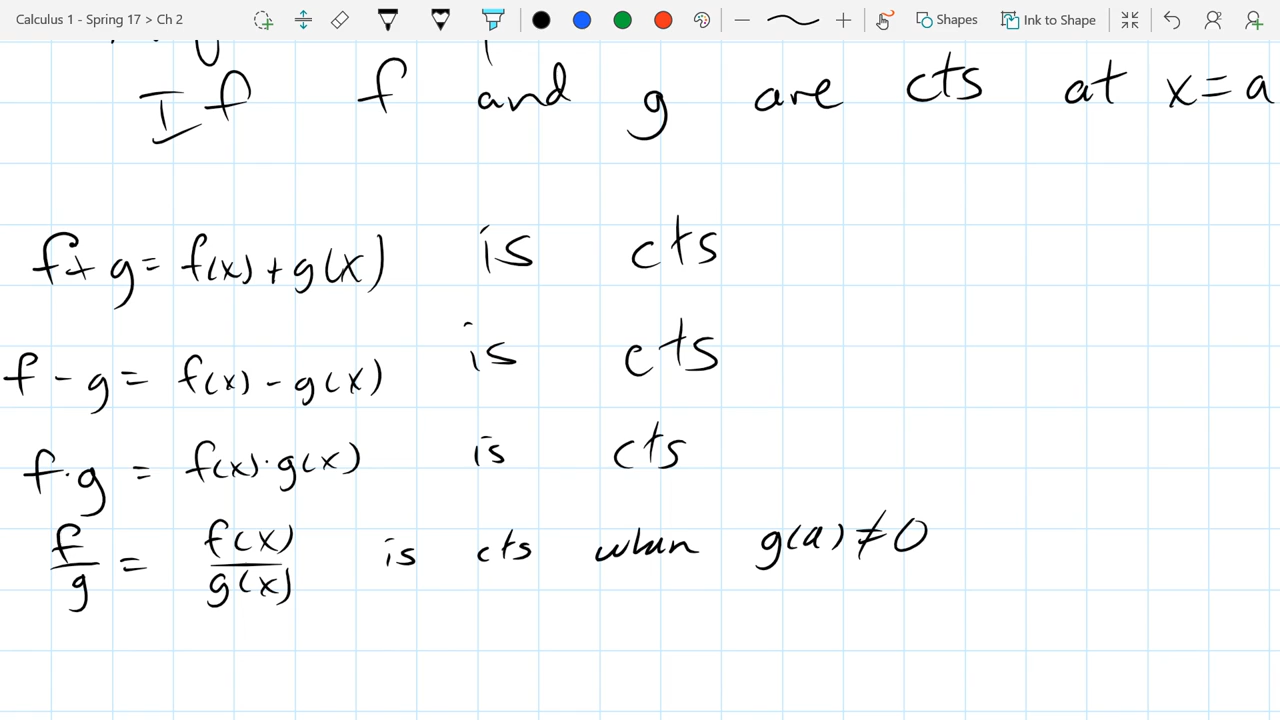 Calculus 1 - Spring 17 > Ch 2
Shapes
Ink to Shape
If f and g are cts at x=a
f+g = f(x)+g(x) is cts
f-g = f(x)-g(x) is cts
f·g = f(x)·g(x) is cts
f/g = f(x)/g(x) is cts when g(a)≠0